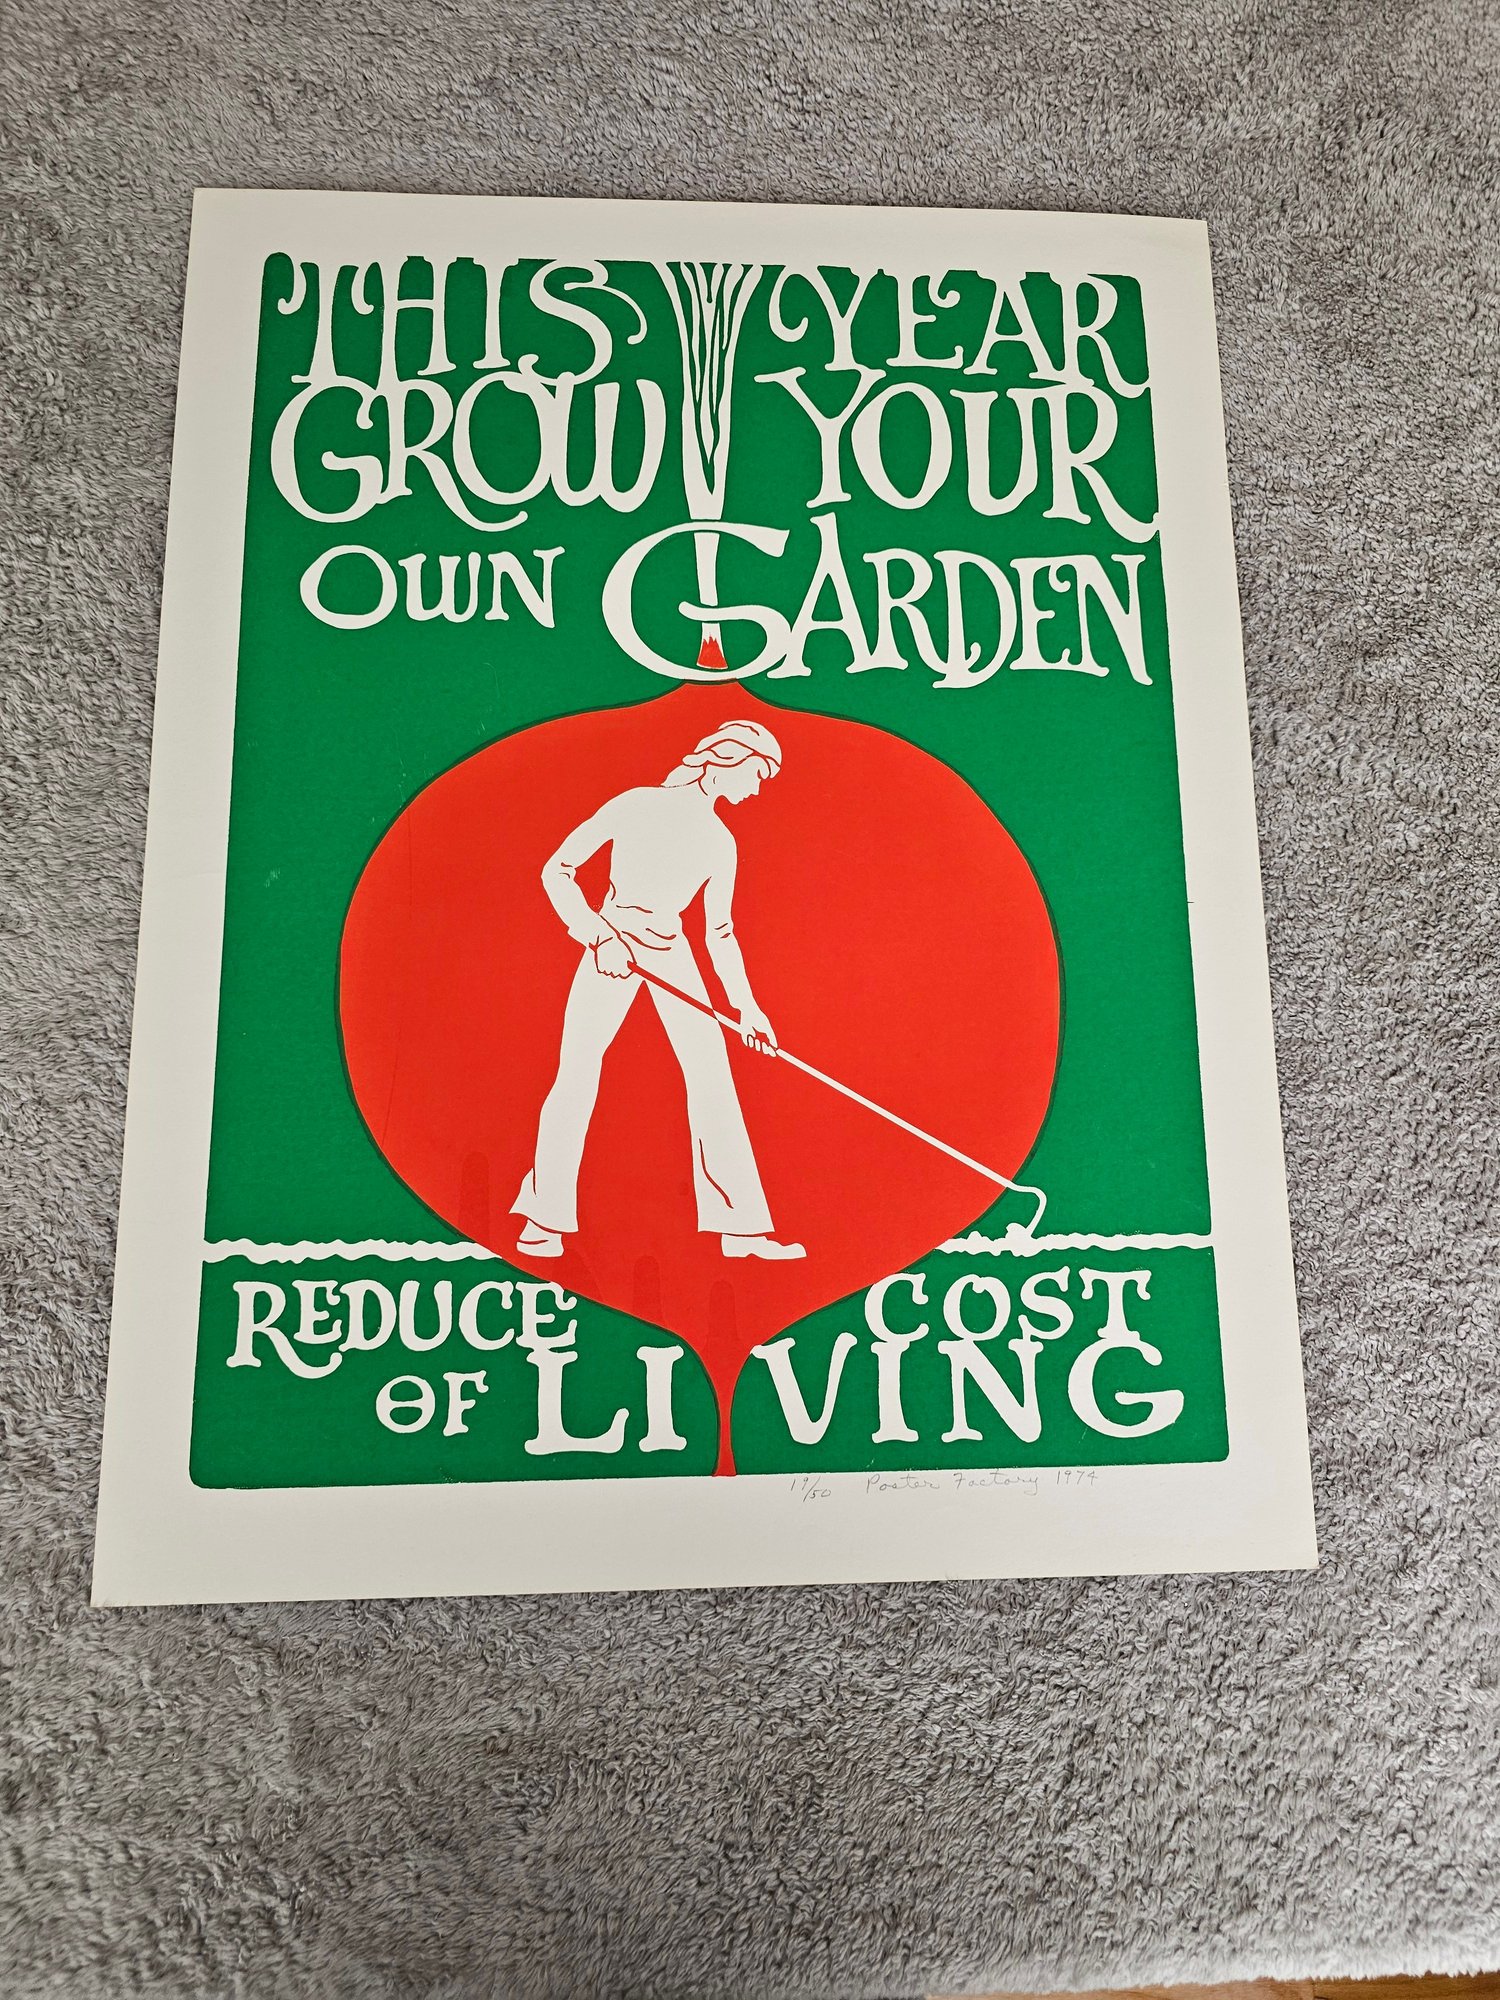 THIS YEAR
GROW YOUR
OWN GARDEN
REDUCE COST
OF LIVING
19/50 Poster Factory 1974